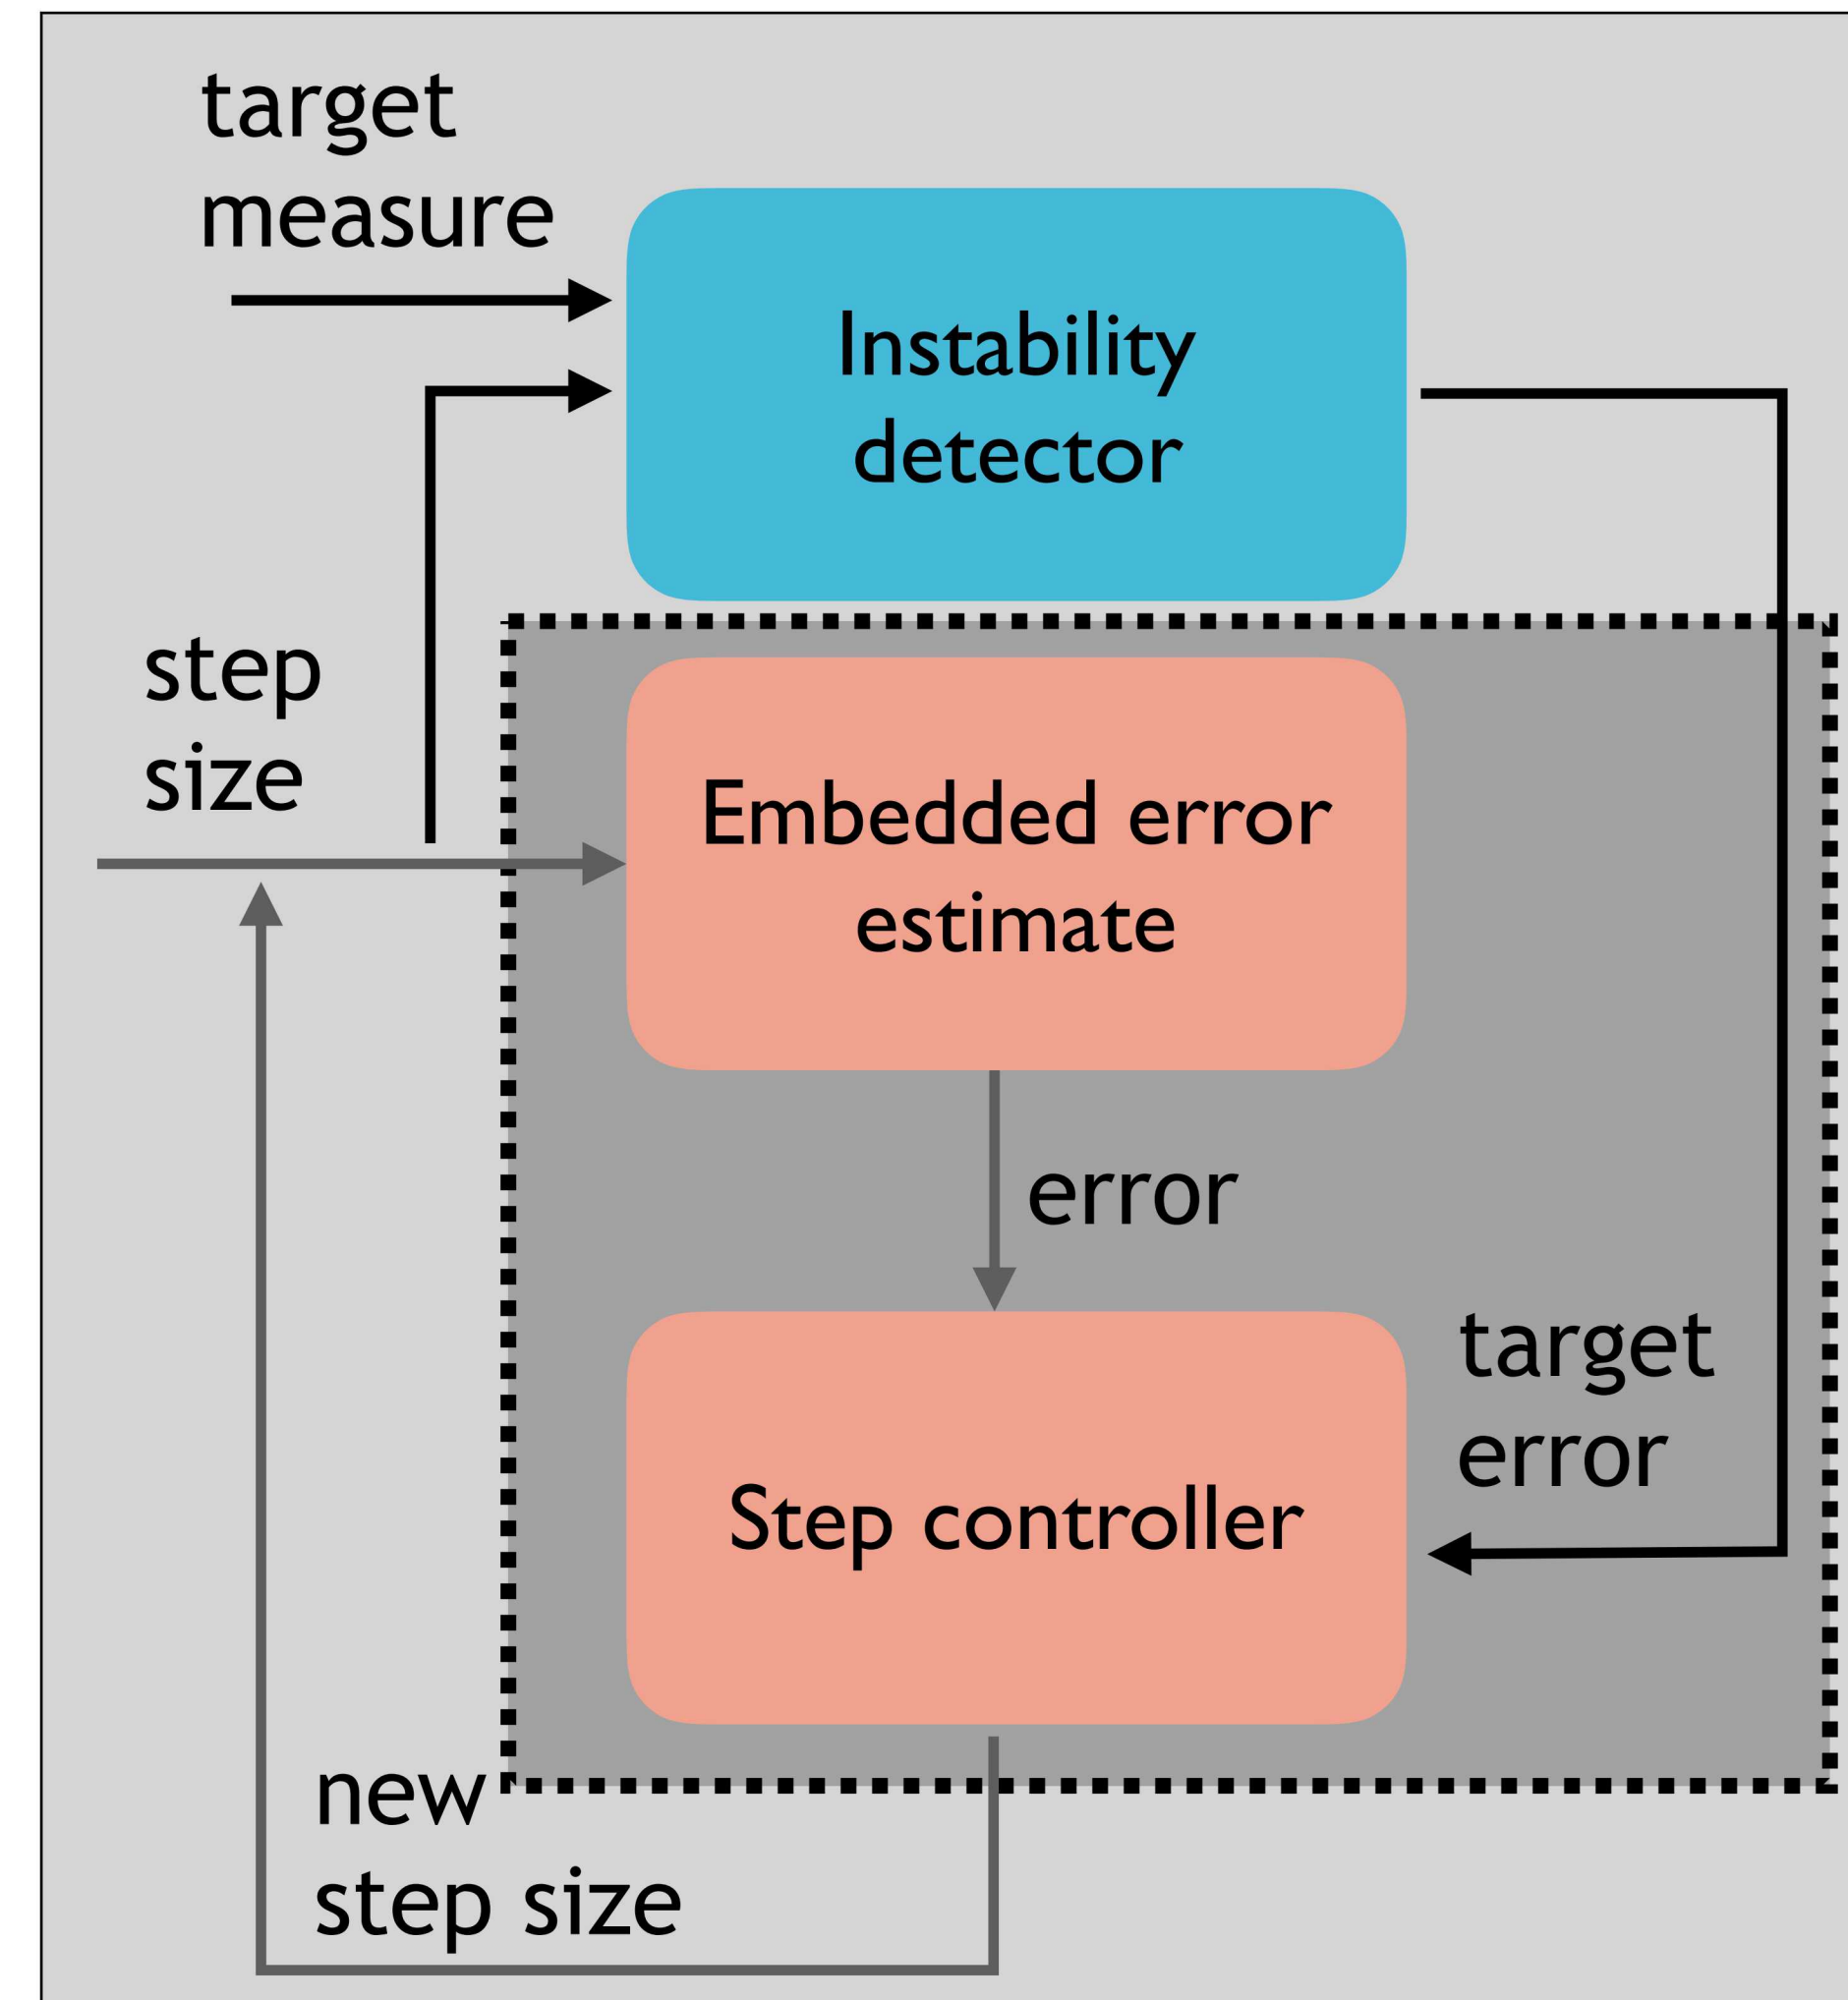 target
measure
Instability
detector
step
size
Embedded error
estimate
error
target
error
Step controller
new
step size